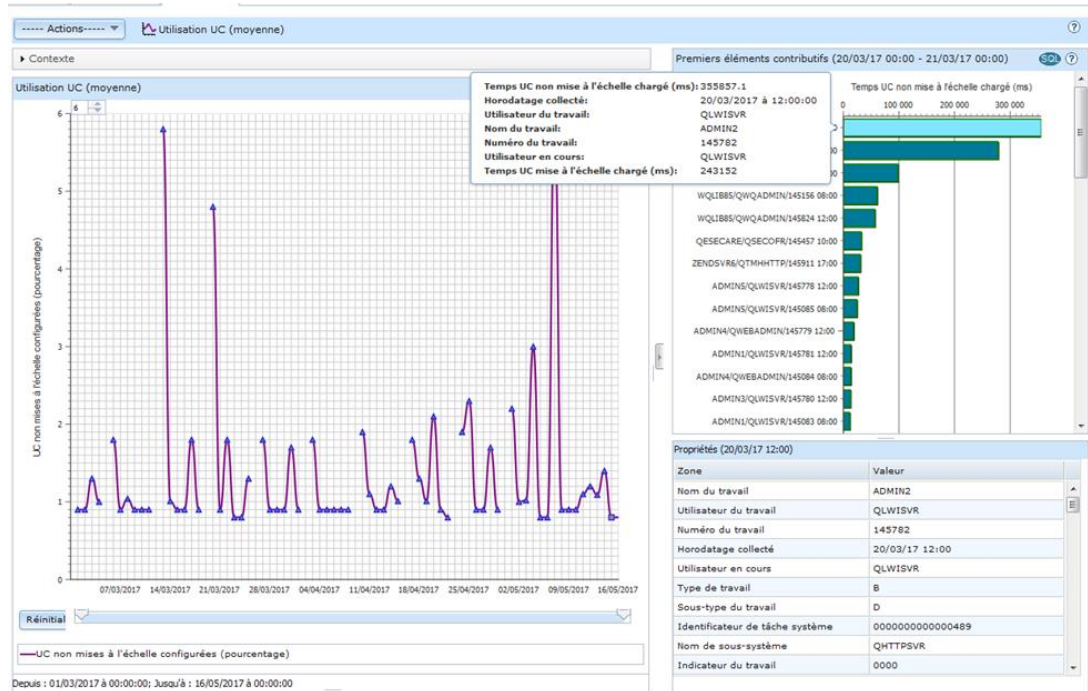 ----- Actions-----
Utilisation UC (moyenne)
Contexte
Utilisation UC (moyenne)
6
6
5
4
3
2
1
0
UC non mises à l'échelle configurées (pourcentage)
07/03/2017 14/03/2017 21/03/2017 28/03/2017 04/04/2017 11/04/2017 18/04/2017 25/04/2017 02/05/2017 09/05/2017 16/05/2017
Réinitial
UC non mises à l'échelle configurées (pourcentage)
Depuis : 01/03/2017 à 00:00:00; Jusqu'à : 16/05/2017 à 00:00:00
Temps UC non mise à l'échelle chargé (ms): 355857.1
Horodatage collecté: 20/03/2017 à 12:00:00
Utilisateur du travail: QLWISVR
Nom du travail: ADMIN2
Numéro du travail: 145782
Utilisateur en cours: QLWISVR
Temps UC mise à l'échelle chargé (ms): 243152
Premiers éléments contributifs (20/03/17 00:00 - 21/03/17 00:00)
SQL
Temps UC non mise à l'échelle chargé (ms)
0 100 000 200 000 300 000
WQLIB85/QWQADMIN/145156 08:00
WQLIB85/QWQADMIN/145824 12:00
QESECARE/QSECOFR/145457 10:00
ZENDSVR6/QTMHHTTP/145911 17:00
ADMIN5/QLWISVR/145778 12:00
ADMIN5/QLWISVR/145085 08:00
ADMIN4/QWEBADMIN/145779 12:00
ADMIN1/QLWISVR/145781 12:00
ADMIN4/QWEBADMIN/145084 08:00
ADMIN3/QLWISVR/145780 12:00
ADMIN1/QLWISVR/145083 08:00
Propriétés (20/03/17 12:00)
Zone Valeur
Nom du travail ADMIN2
Utilisateur du travail QLWISVR
Numéro du travail 145782
Horodatage collecté 20/03/17 12:00
Utilisateur en cours QLWISVR
Type de travail B
Sous-type du travail D
Identificateur de tâche système 0000000000000489
Nom de sous-système QHTTPSVR
Indicateur du travail 0000